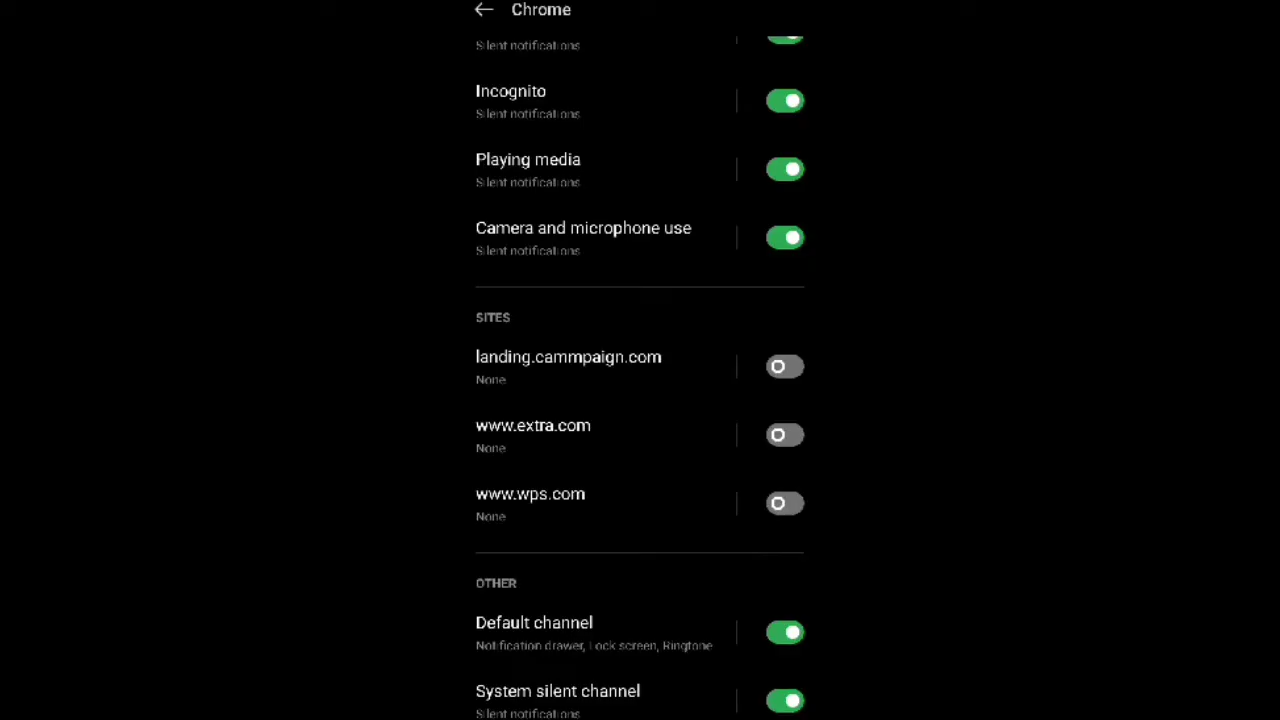 Chrome
Silent notifications
Incognito
Silent notifications
Playing media
Silent notifications
Camera and microphone use
Silent notifications
SITES
landing.cammpaign.com
None
www.extra.com
None
www.wps.com
None
OTHER
Default channel
Notification drawer, Lock screen, Ringtone
System silent channel
Silent notifications